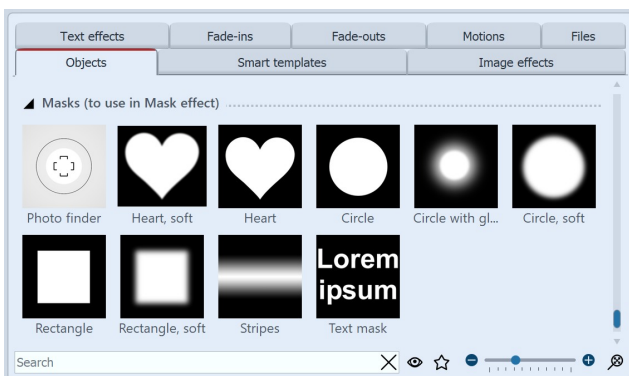 Text effects Fade-ins Fade-outs Motions Files
Objects Smart templates Image effects
Masks (to use in Mask effect)
Photo finder Heart, soft Heart Circle Circle with gl... Circle, soft
Lorem
ipsum
Rectangle Rectangle, soft Stripes Text mask
Search